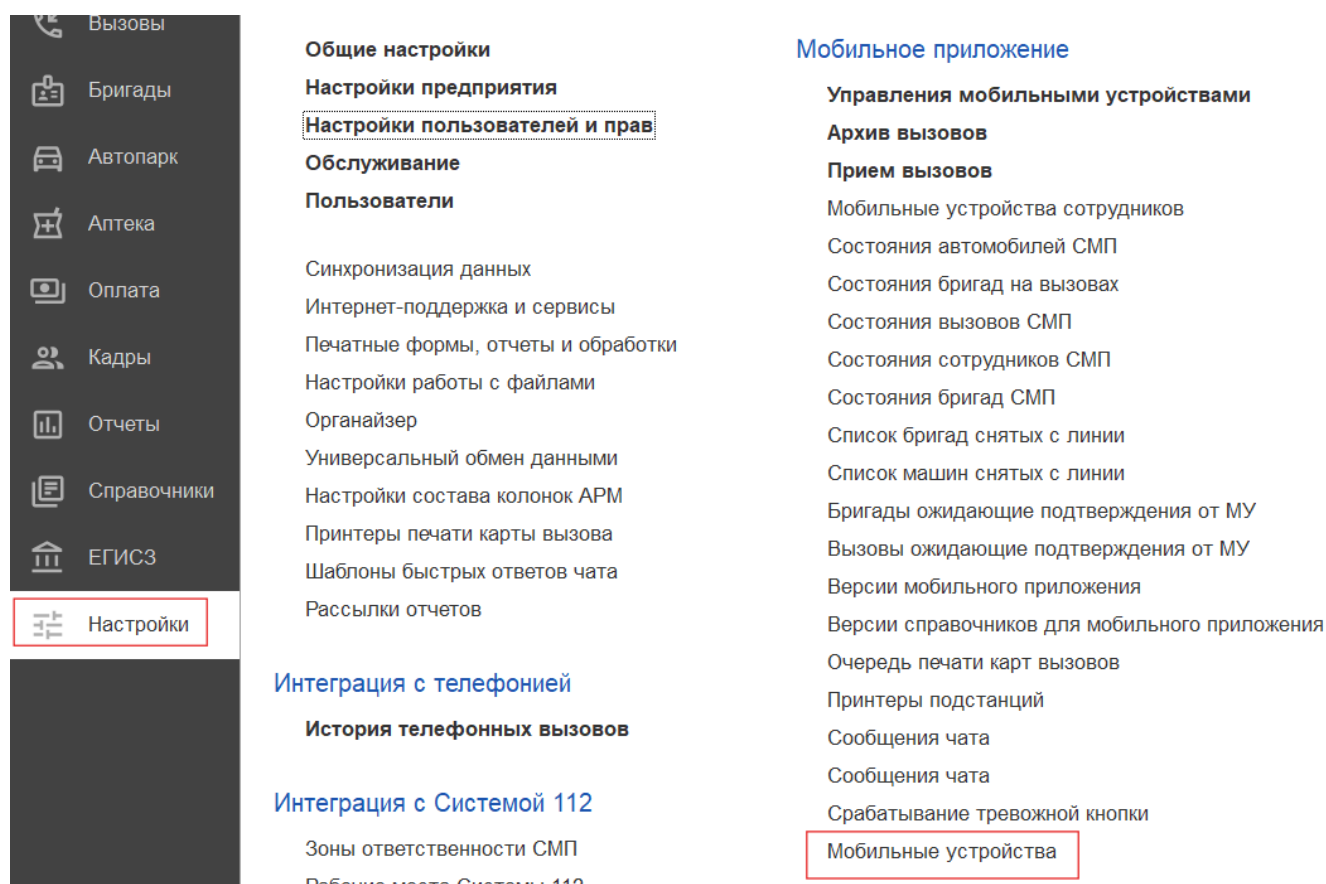 Вызовы
Бригады
Автопарк
Аптека
Оплата
Кадры
Отчеты
Справочники
ЕГИСЗ
Настройки
Общие настройки
Настройки предприятия
Настройки пользователей и прав
Обслуживание
Пользователи
Синхронизация данных
Интернет-поддержка и сервисы
Печатные формы, отчеты и обработки
Настройки работы с файлами
Органайзер
Универсальный обмен данными
Настройки состава колонок АРМ
Принтеры печати карты вызова
Шаблоны быстрых ответов чата
Рассылки отчетов
Интеграция с телефонией
История телефонных вызовов
Интеграция с Системой 112
Зоны ответственности СМП
Рабочие места Системы 112
Мобильное приложение
Управления мобильными устройствами
Архив вызовов
Прием вызовов
Мобильные устройства сотрудников
Состояния автомобилей СМП
Состояния бригад на вызовах
Состояния вызовов СМП
Состояния сотрудников СМП
Состояния бригад СМП
Список бригад снятых с линии
Список машин снятых с линии
Бригады ожидающие подтверждения от МУ
Вызовы ожидающие подтверждения от МУ
Версии мобильного приложения
Версии справочников для мобильного приложения
Очередь печати карт вызовов
Принтеры подстанций
Сообщения чата
Сообщения чата
Срабатывание тревожной кнопки
Мобильные устройства